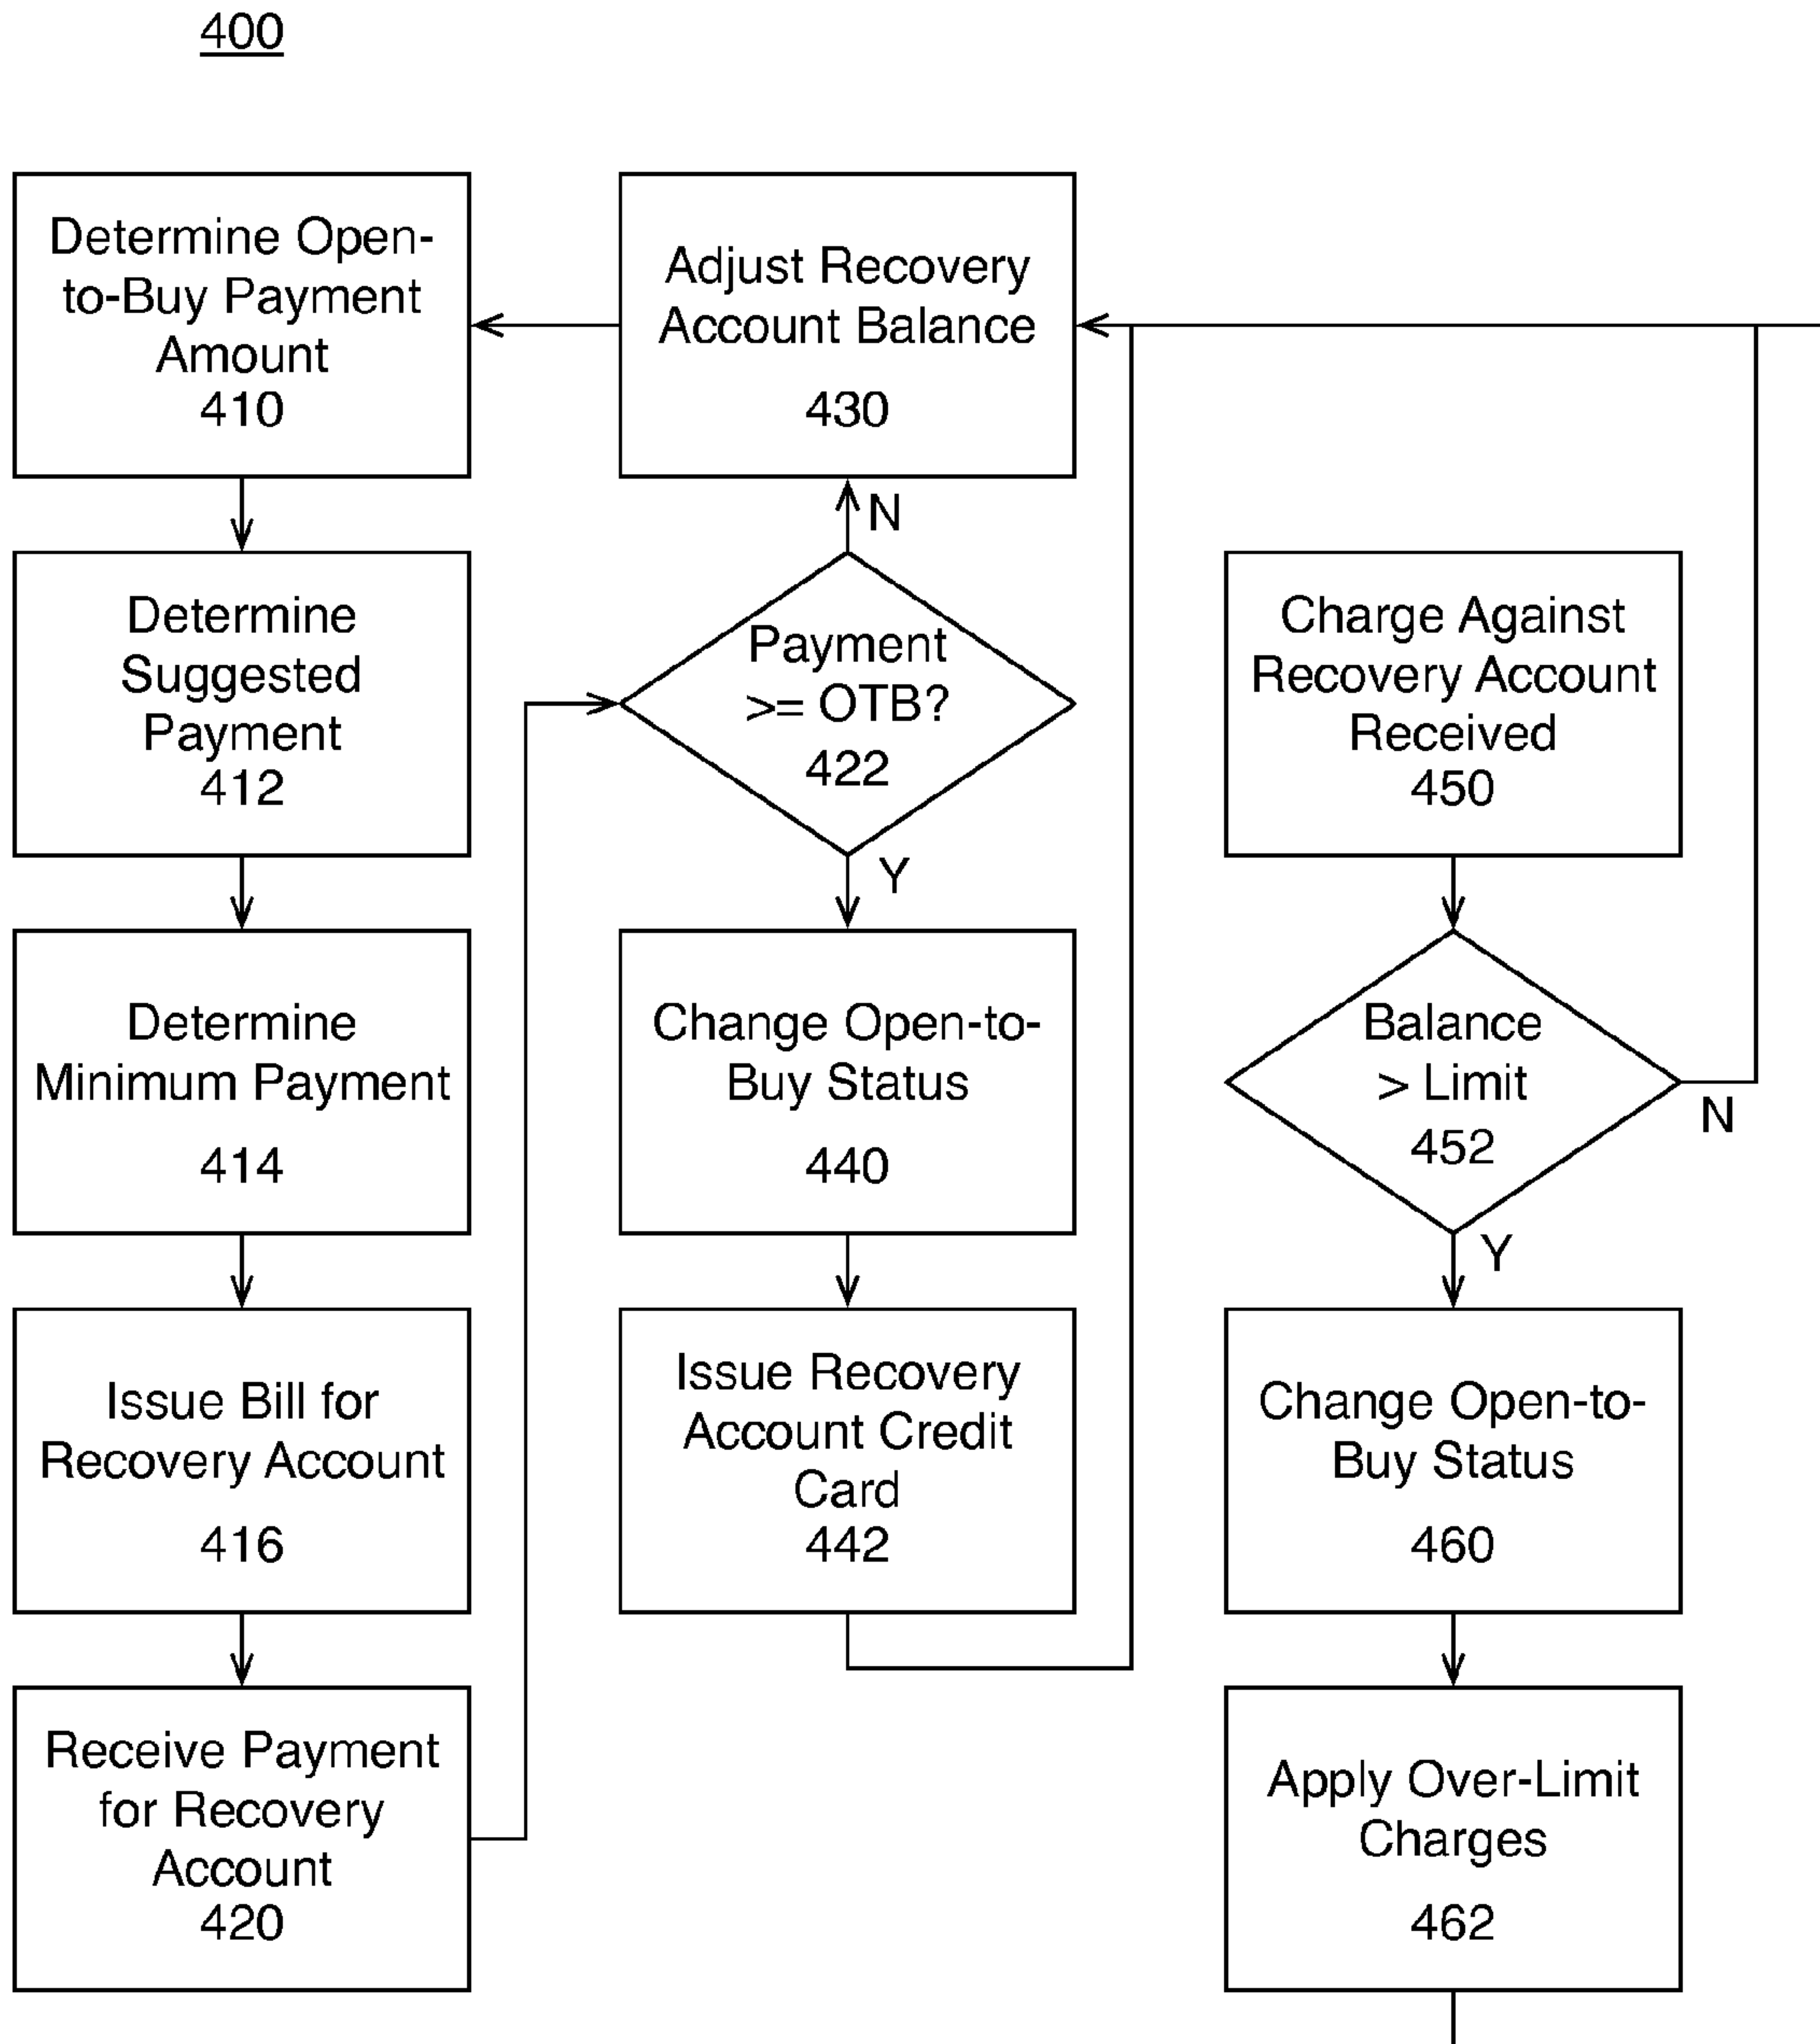 400
Determine Open-
to-Buy Payment
Amount
410
Determine
Suggested
Payment
412
Determine
Minimum Payment
414
Issue Bill for
Recovery Account
416
Receive Payment
for Recovery
Account
420
Adjust Recovery
Account Balance
430
N
Payment
>= OTB?
422
Y
Change Open-to-
Buy Status
440
Issue Recovery
Account Credit
Card
442
Charge Against
Recovery Account
Received
450
Balance
> Limit
452
N
Y
Change Open-to-
Buy Status
460
Apply Over-Limit
Charges
462